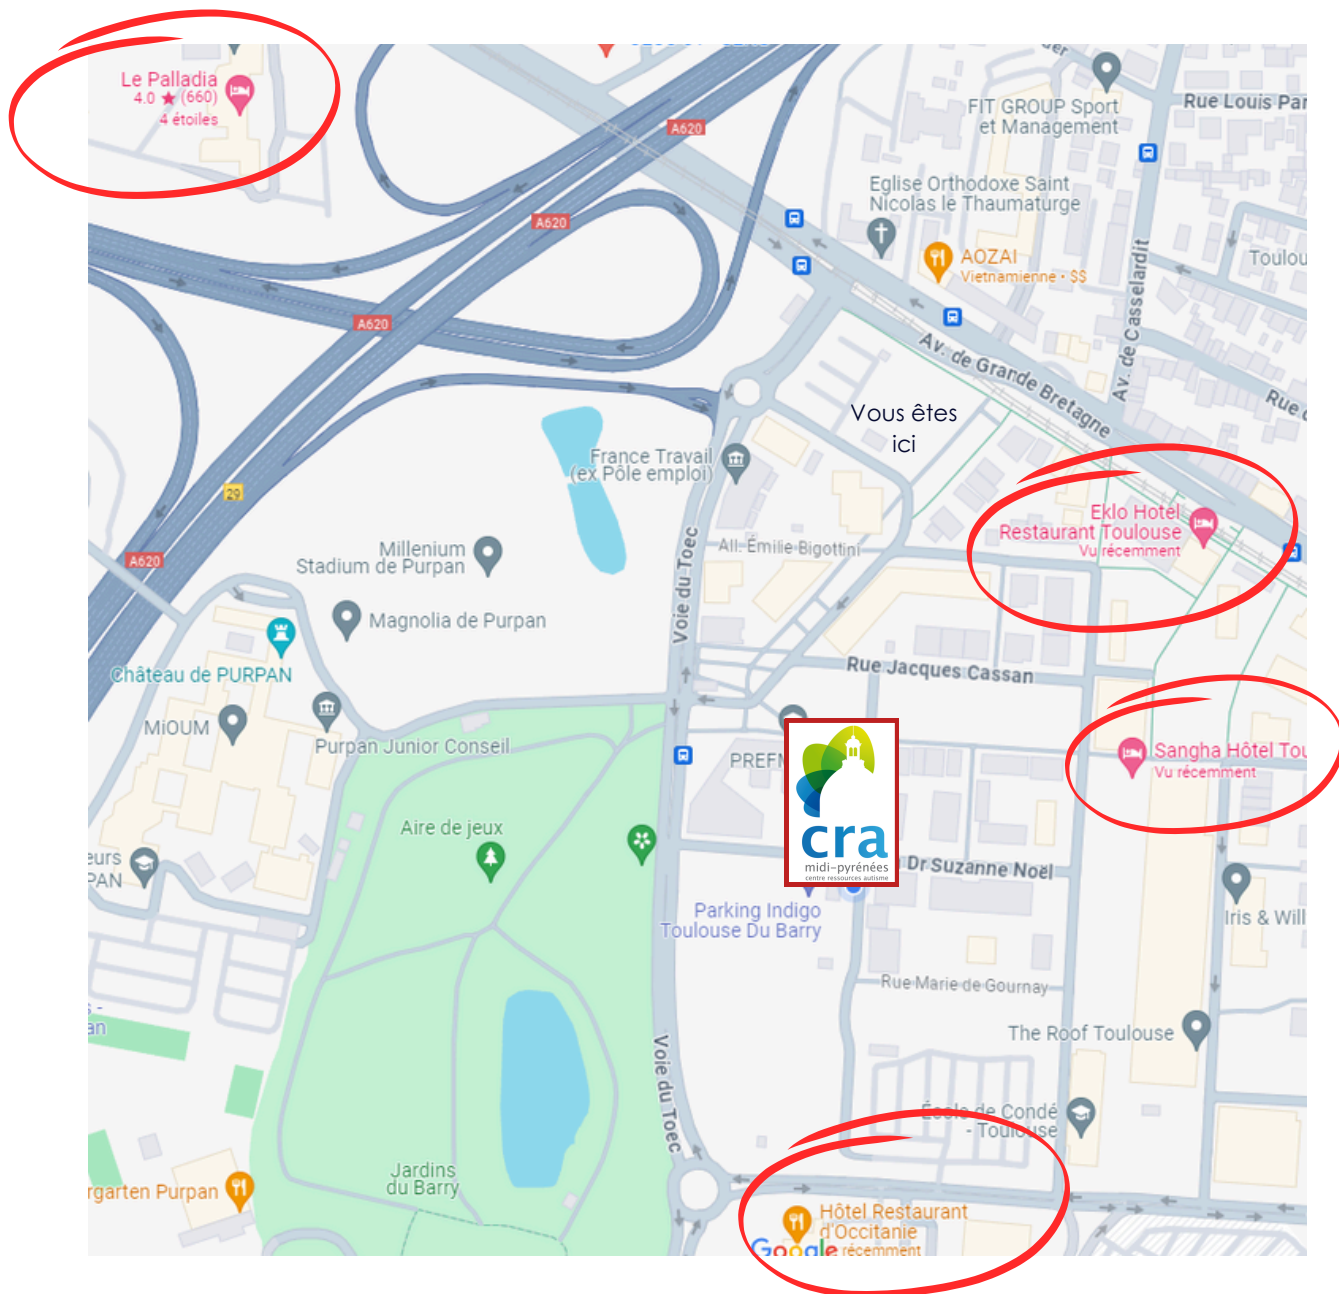 Le Palladia
4.0 ★ (660)
4 étoiles
A620
FIT GROUP Sport
et Management
Rue Louis Par
Eglise Orthodoxe Saint
Nicolas le Thaumaturge
A620
AOZAI
Vietnamienne · $$
Toulou
Av. de Casselardit
A620
Av. de Grande Bretagne
Rue
Vous êtes
ici
France Travail
(ex Pôle emploi)
29
Eklo Hotel
Restaurant Toulouse
Vu récemment
A620
Millenium
Stadium de Purpan
All. Émilie Bigottini
Voie du Toec
Magnolia de Purpan
Château de PURPAN
Rue Jacques Cassan
MiOUM
Purpan Junior Conseil
PREFM
Sangha Hôtel Tou
Vu récemment
Aire de jeux
cra
midi-pyrénées
centre ressources autisme
eurs
PAN
Dr Suzanne Noël
Parking Indigo
Toulouse Du Barry
Iris & Will
Rue Marie de Gournay
an
The Roof Toulouse
Voie du Toec
École de Condé
- Toulouse
Jardins
du Barry
rgarten Purpan
Hôtel Restaurant
d'Occitanie
Google récemment